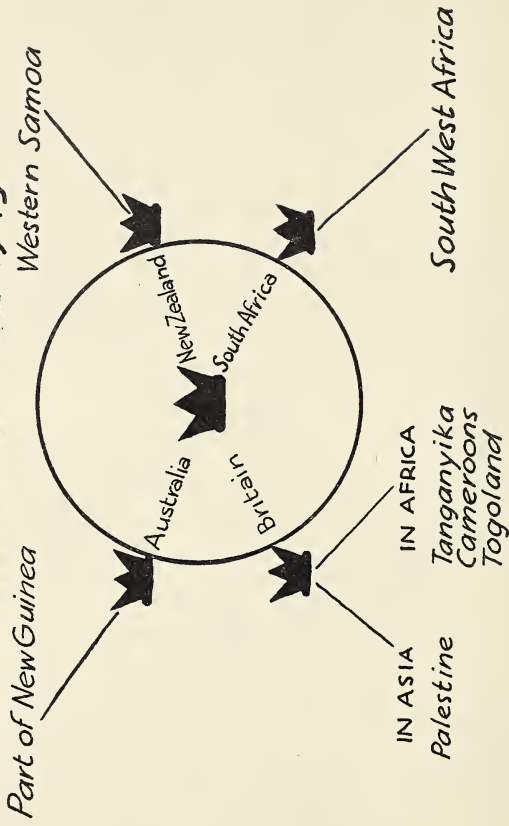 Western Samoa
Part of New Guinea
New Zealand
Australia
South Africa
Britain
South West Africa
IN AFRICA
Tanganyika
Cameroons
Togoland
IN ASIA
Palestine